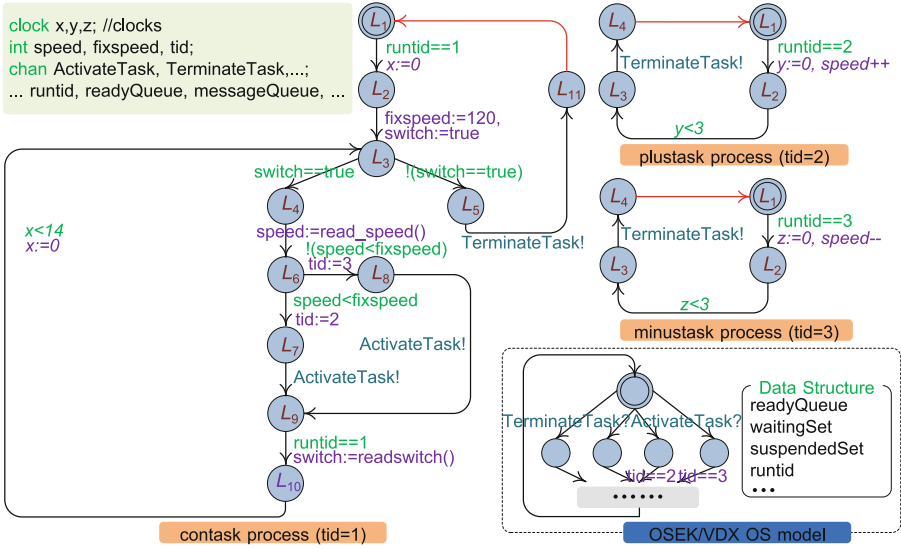 clock x,y,z; //clocks
int speed, fixspeed, tid;
chan ActivateTask, TerminateTask,...;
... runid, readyQueue, messageQueue, ...
L1
runtid==1
x:=0
L2
fixspeed:=120,
switch:=true
L11
L3
switch==true
!(switch==true)
L4
L5
TerminateTask!
x<14
x:=0
speed:=read_speed()
!(speed<fixspeed)
tid:=3
L6
L8
speed<fixspeed
tid:=2
L7
ActivateTask!
ActivateTask!
L9
runtid==1
switch:=readswitch()
L10
contask process (tid=1)
L4
L1
runtid==2
y:=0, speed++
TerminateTask!
L3
L2
y<3
plustask process (tid=2)
L4
L1
runtid==3
z:=0, speed--
TerminateTask!
L3
L2
z<3
minustask process (tid=3)
TerminateTask?
ActivateTask?
tid==2
tid==3
......
Data Structure
readyQueue
waitingSet
suspendedSet
runtid
...
OSEK/VDX OS model